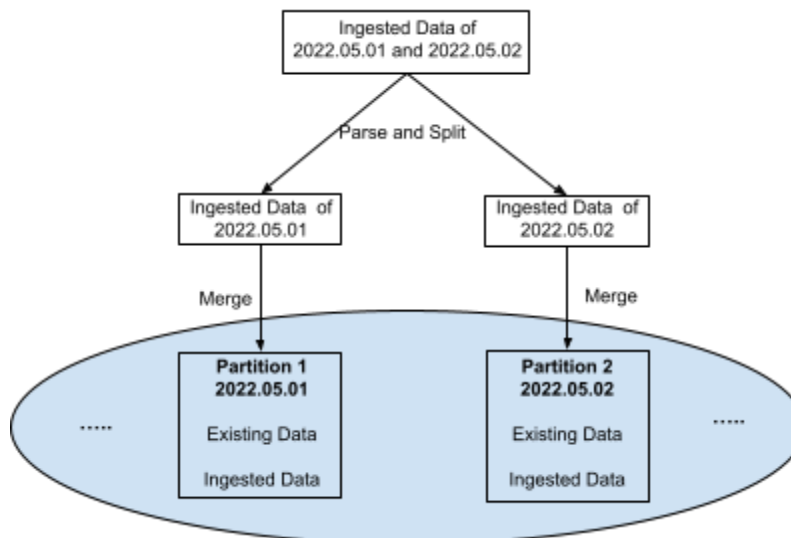 Ingested Data of
2022.05.01 and 2022.05.02
Parse and Split
Ingested Data of
2022.05.01
Ingested Data of
2022.05.02
Merge
Merge
Partition 1
2022.05.01
Existing Data
Ingested Data
Partition 2
2022.05.02
Existing Data
Ingested Data
.....
.....